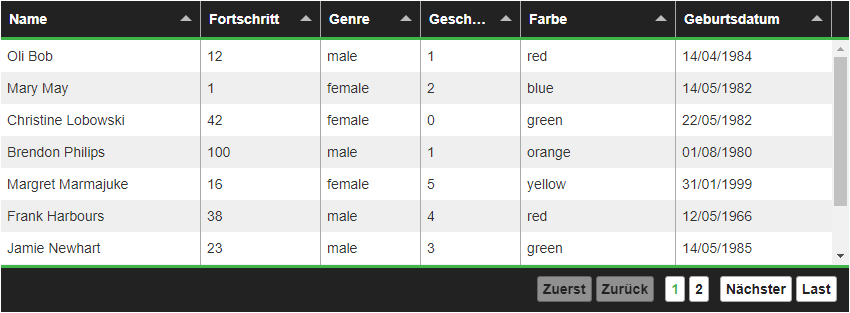 Name Fortschritt Genre Gesch... Farbe Geburtsdatum
Oli Bob 12 male 1 red 14/04/1984
Mary May 1 female 2 blue 14/05/1982
Christine Lobowski 42 female 0 green 22/05/1982
Brendon Philips 100 male 1 orange 01/08/1980
Margret Marmajuke 16 female 5 yellow 31/01/1999
Frank Harbours 38 male 4 red 12/05/1966
Jamie Newhart 23 male 3 green 14/05/1985
Zuerst Zurück 1 2 Nächster Last